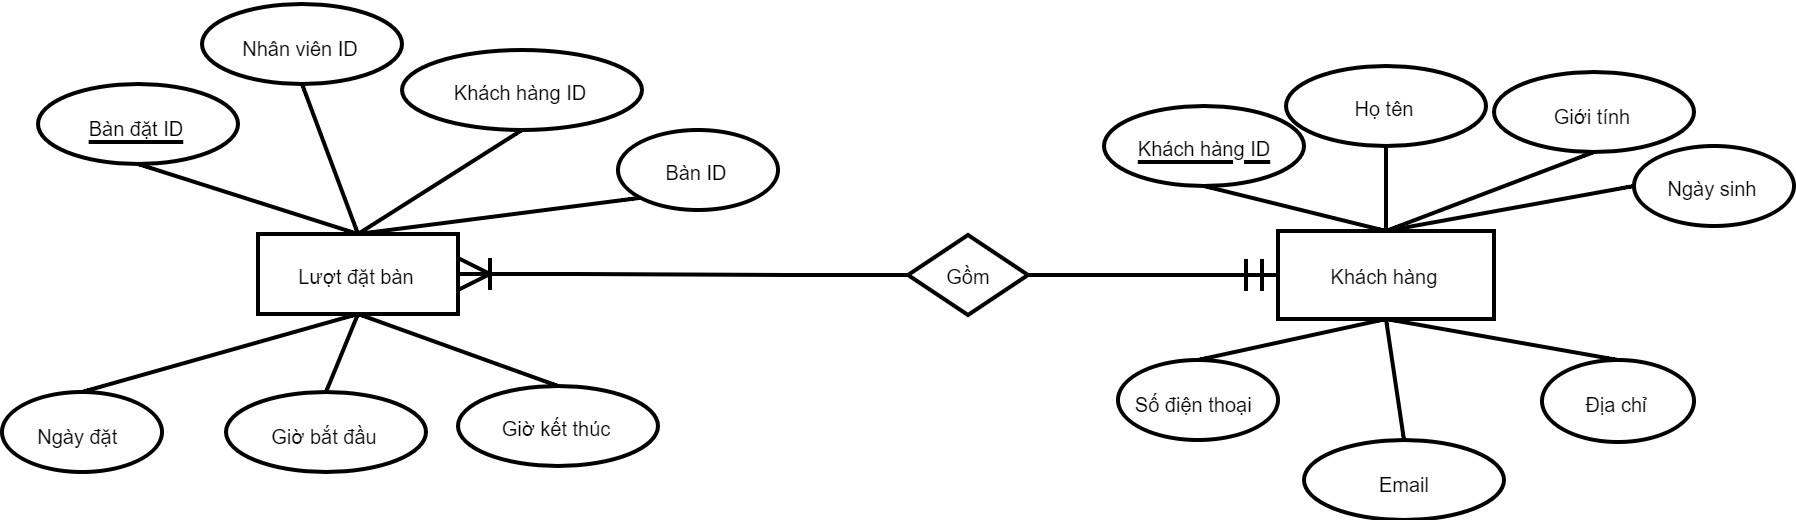 Nhân viên ID
Khách hàng ID
Bàn đặt ID
Bàn ID
Lượt đặt bàn
Ngày đặt
Giờ bắt đầu
Giờ kết thúc
Gồm
Họ tên
Giới tính
Khách hàng ID
Ngày sinh
Khách hàng
Số điện thoại
Địa chỉ
Email